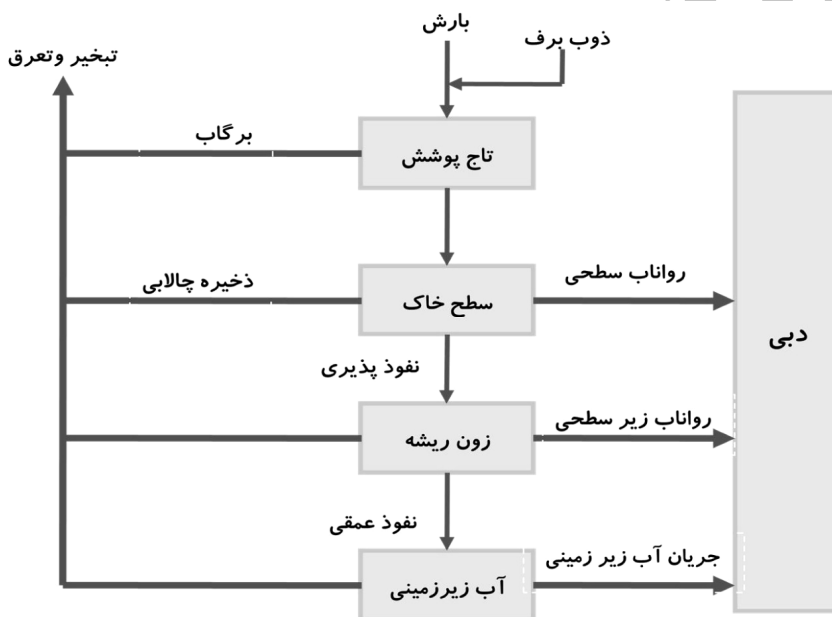 بارش
ذوب برف
تبخیر وتعرق
برگاب
تاج پوشش
ذخیره چالابی
سطح خاک
رواناب سطحی
دبی
نفوذ پذیری
زون ریشه
رواناب زیر سطحی
نفوذ عمقی
آب زیرزمینی
جریان آب زیر زمینی